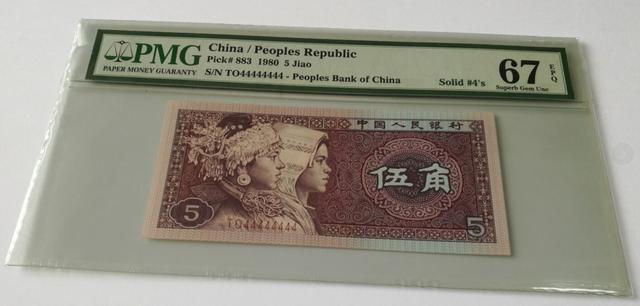 PMG
PAPER MONEY GUARANTY
China / Peoples Republic
Pick# 883 1980 5 Jiao
S/N TO44444444 - Peoples Bank of China
Solid #4's
67 EPQ
Superb Gem Unc
中国人民银行
伍角
5
TO44444444
5